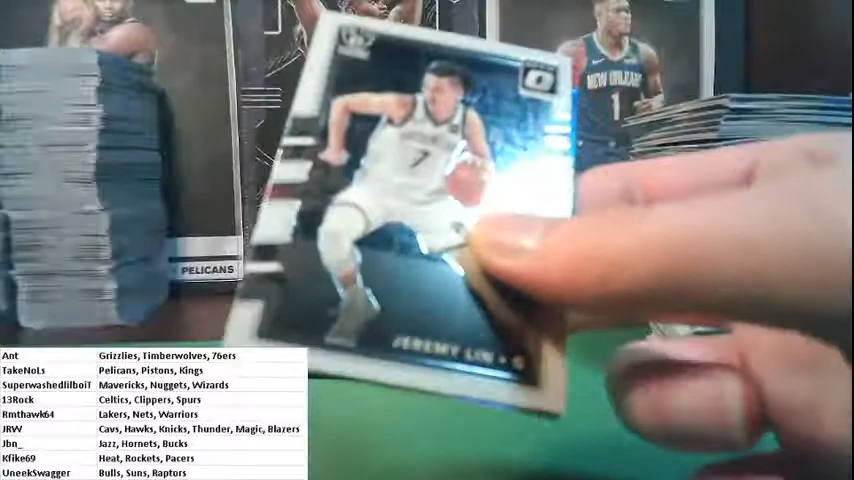 NEW ORLEANS
1
7
PELICANS
JEREMY LIN • G
Ant Grizzlies, Timberwolves, 76ers
TakeNoLs Pelicans, Pistons, Kings
SuperwashedlilboiT Mavericks, Nuggets, Wizards
13Rock Celtics, Clippers, Spurs
Rmthawk64 Lakers, Nets, Warriors
JRW Cavs, Hawks, Knicks, Thunder, Magic, Blazers
Jbn_ Jazz, Hornets, Bucks
Kfike69 Heat, Rockets, Pacers
UneekSwagger Bulls, Suns, Raptors